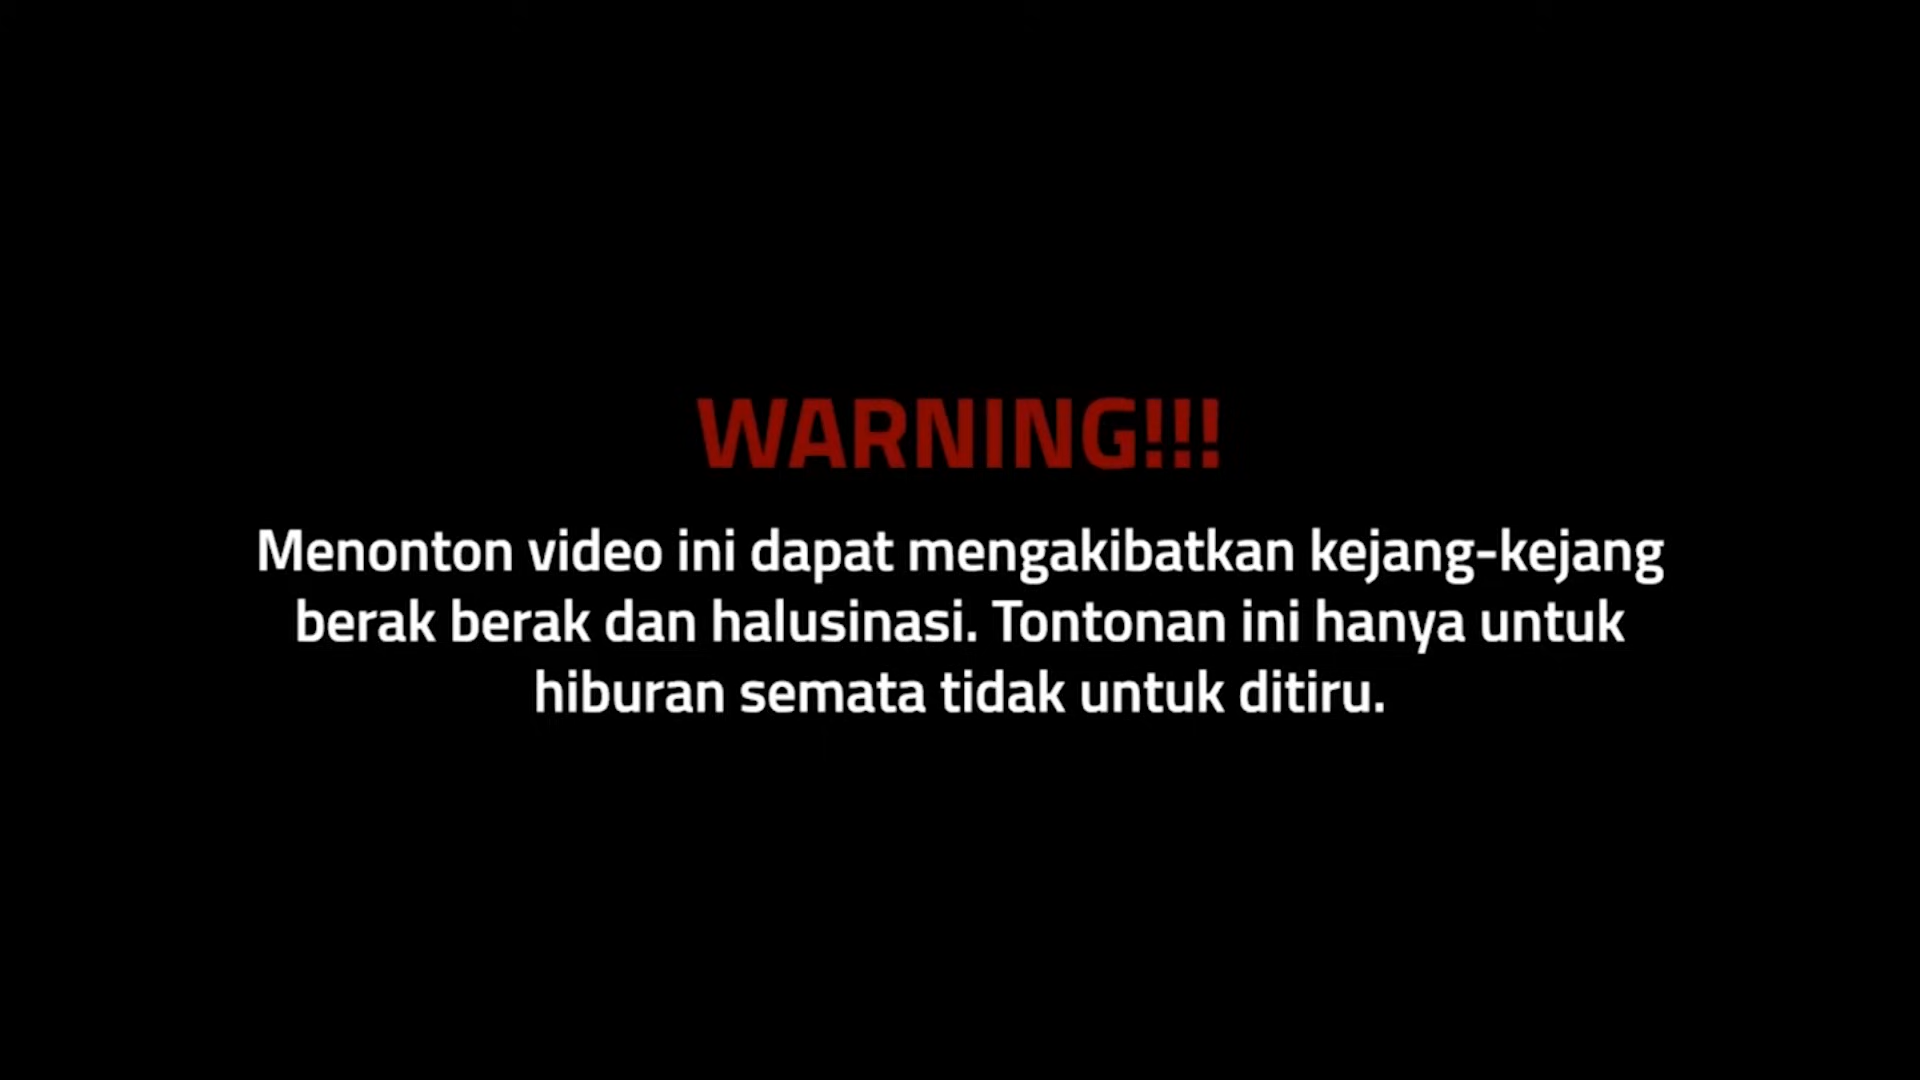 WARNING!!!
Menonton video ini dapat mengakibatkan kejang-kejang
berak berak dan halusinasi. Tontonan ini hanya untuk
hiburan semata tidak untuk ditiru.